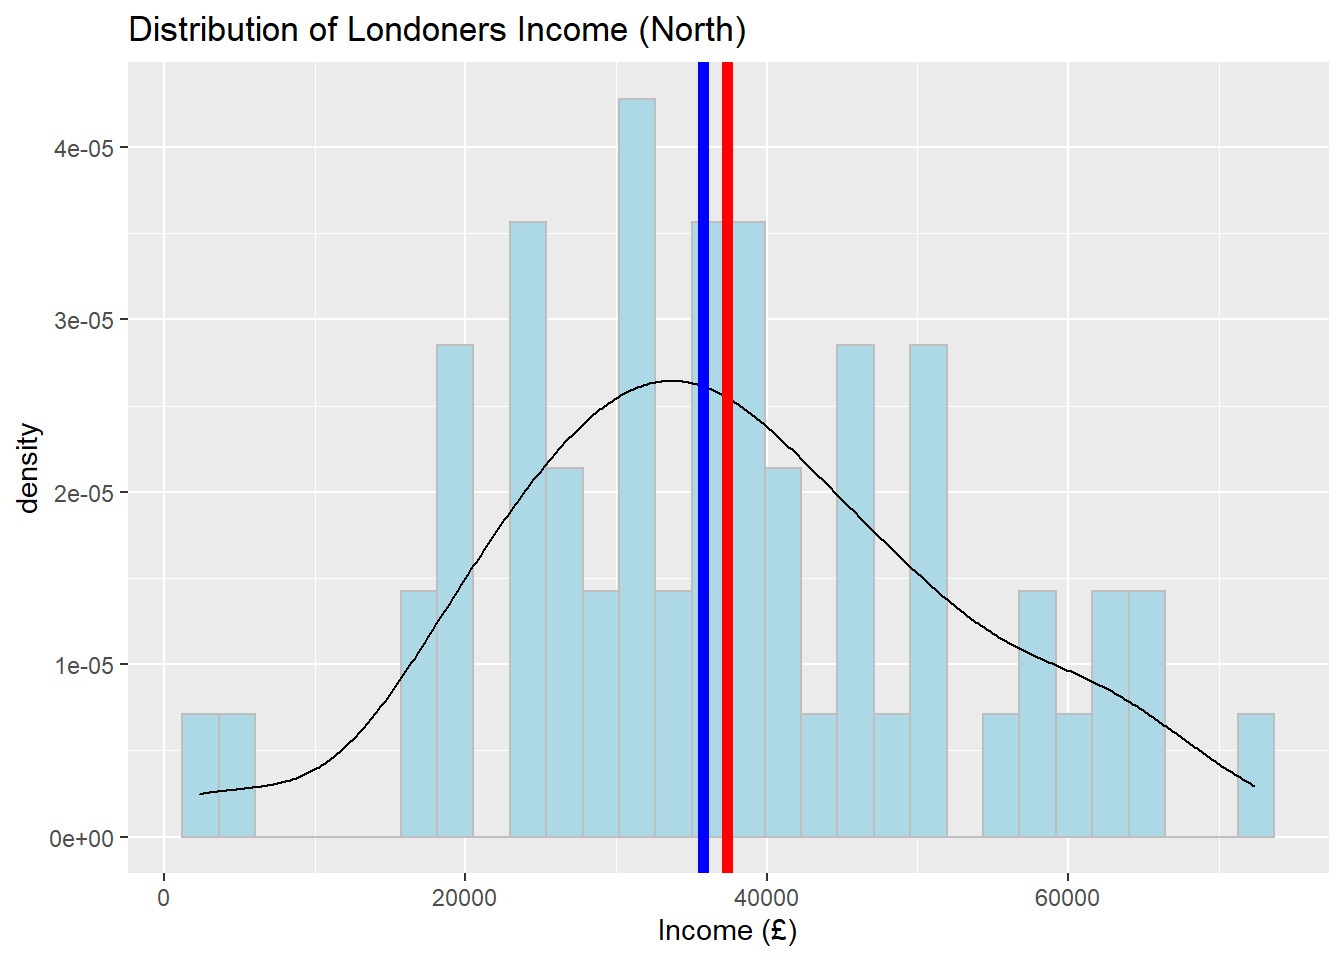 Distribution of Londoners Income (North)
4e-05
3e-05
2e-05
1e-05
0e+00
density
0
20000
40000
60000
Income (£)